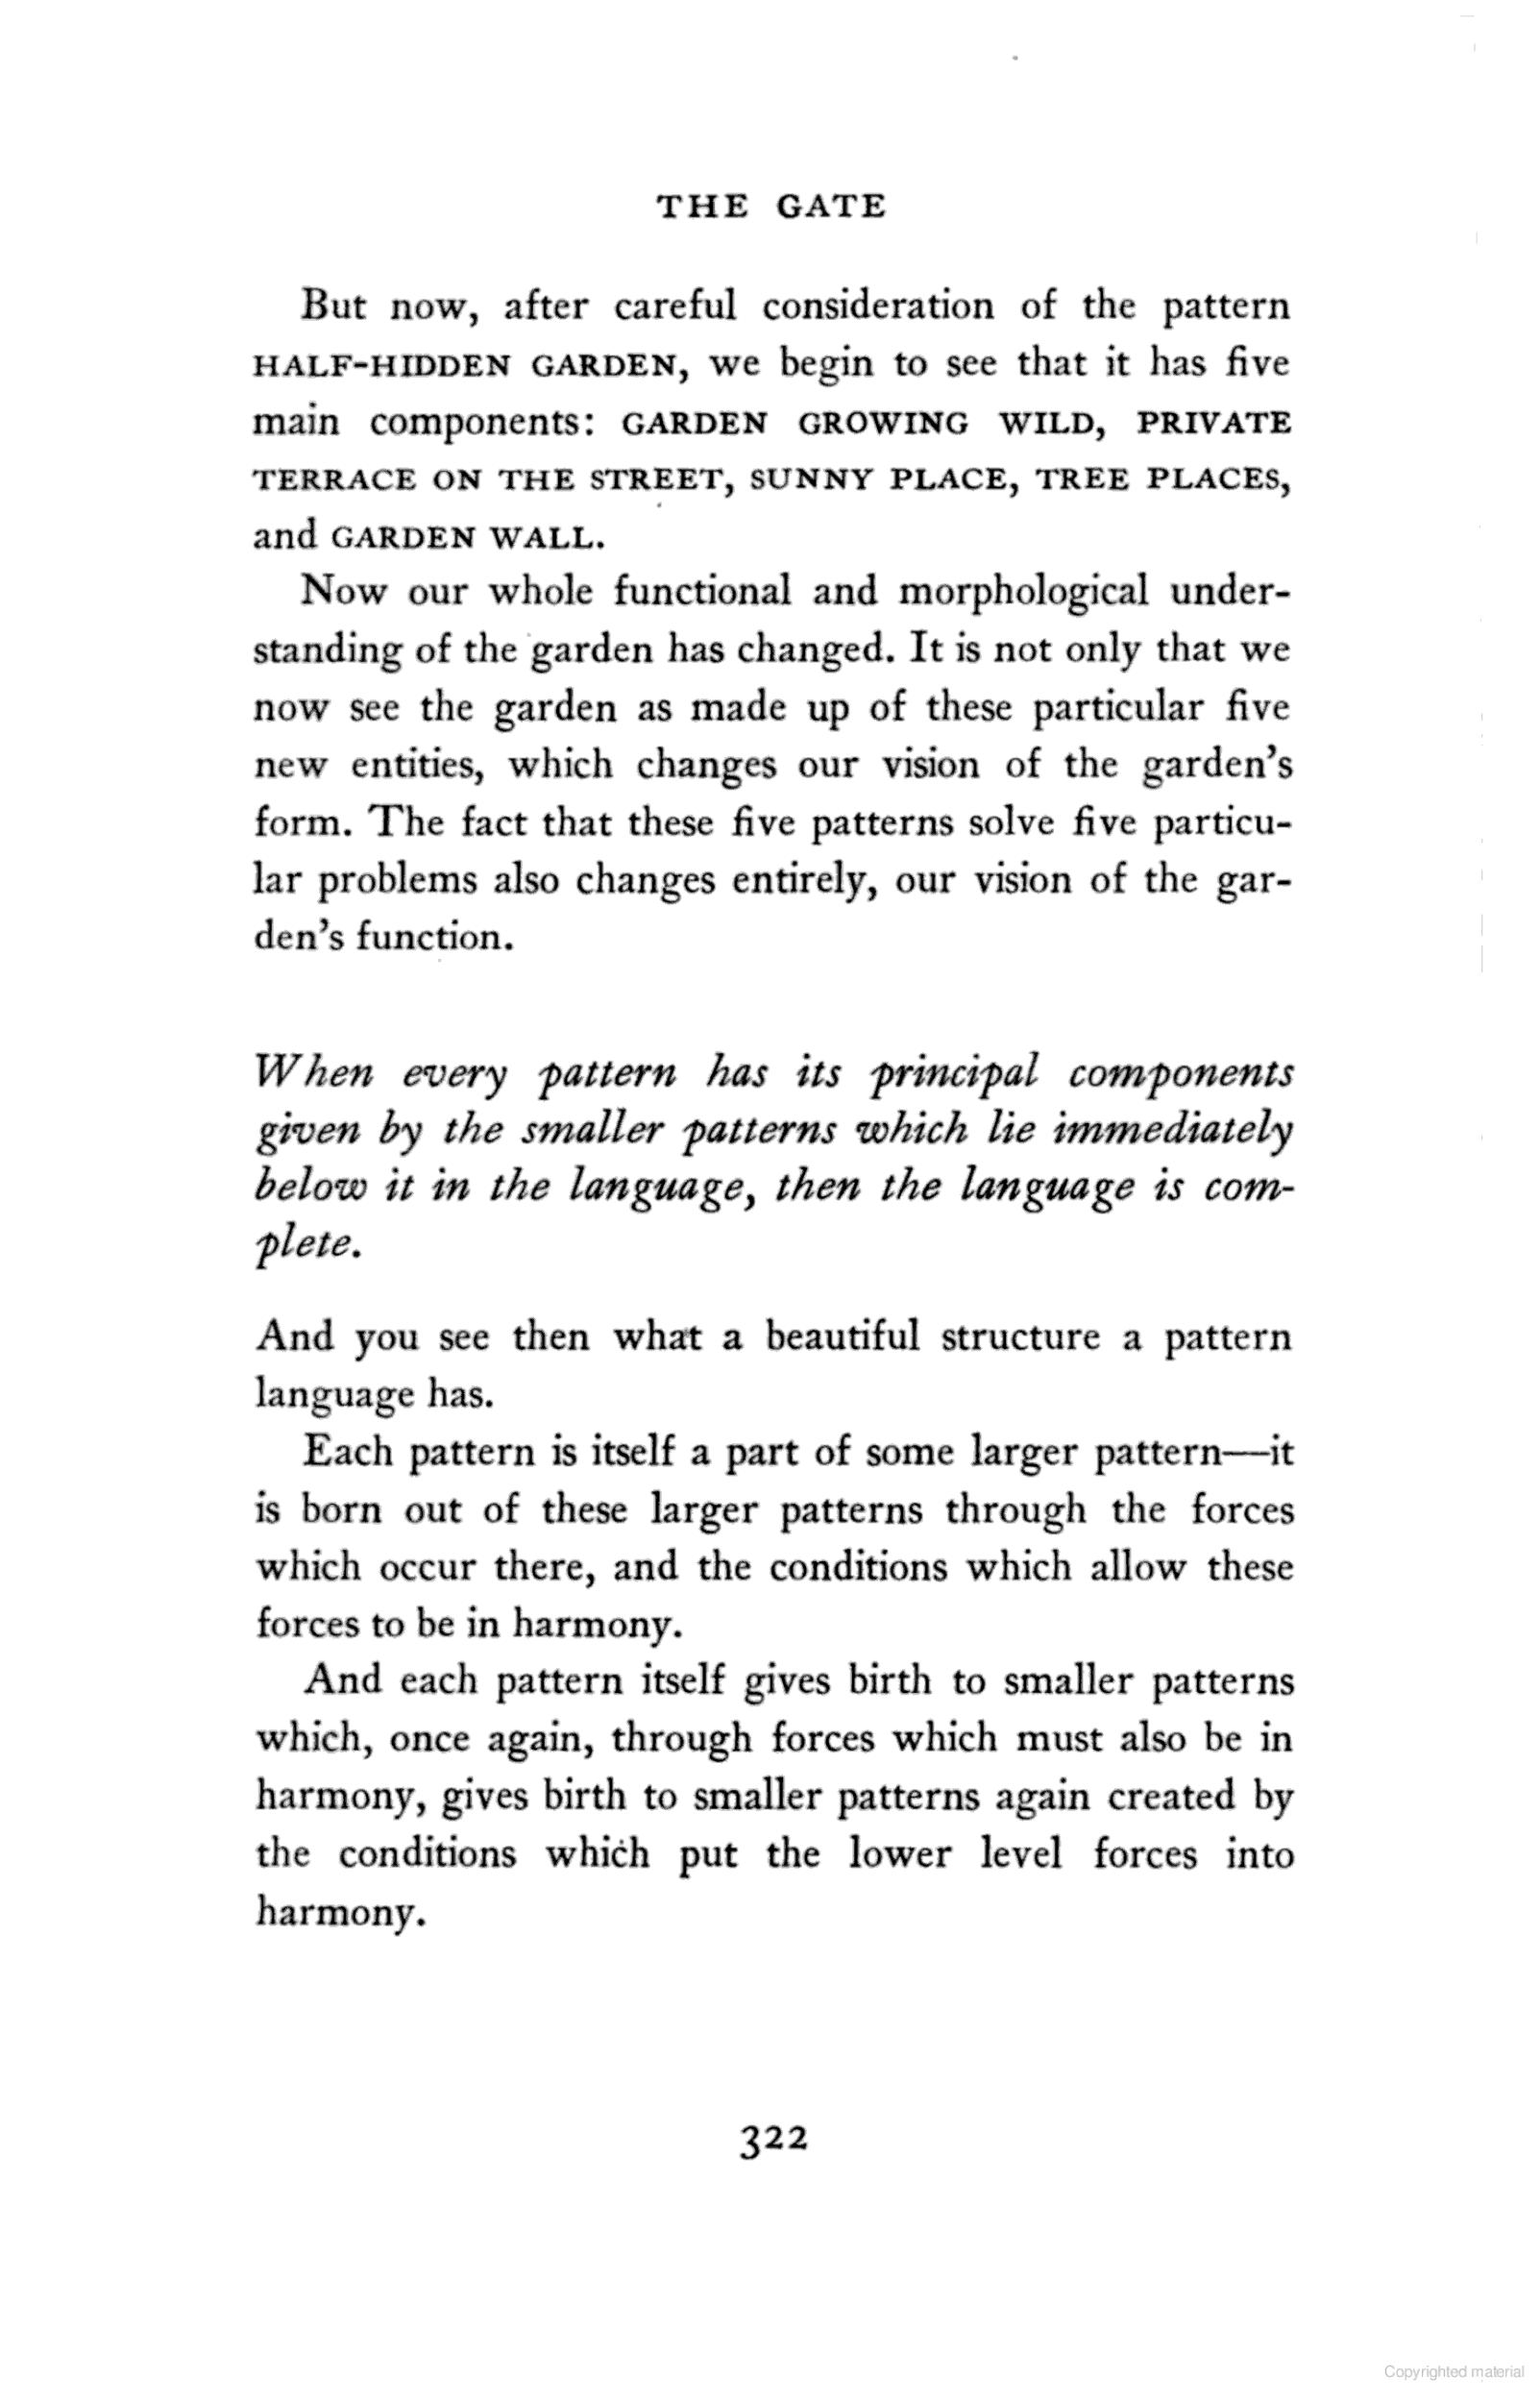 THE GATE
But now, after careful consideration of the pattern
HALF-HIDDEN GARDEN, we begin to see that it has five
main components: GARDEN GROWING WILD, PRIVATE
TERRACE ON THE STREET, SUNNY PLACE, TREE PLACES,
and GARDEN WALL.
Now our whole functional and morphological under-
standing of the garden has changed. It is not only that we
now see the garden as made up of these particular five
new entities, which changes our vision of the garden's
form. The fact that these five patterns solve five particu-
lar problems also changes entirely, our vision of the gar-
den's function.
When every pattern has its principal components
given by the smaller patterns which lie immediately
below it in the language, then the language is com-
plete.
And you see then what a beautiful structure a pattern
language has.
Each pattern is itself a part of some larger pattern—it
is born out of these larger patterns through the forces
which occur there, and the conditions which allow these
forces to be in harmony.
And each pattern itself gives birth to smaller patterns
which, once again, through forces which must also be in
harmony, gives birth to smaller patterns again created by
the conditions which put the lower level forces into
harmony.
322
Copyrighted material